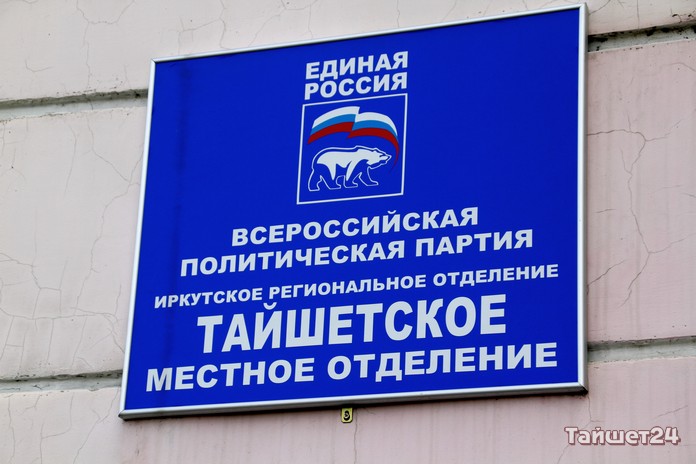 ЕДИНАЯ
РОССИЯ
ВСЕРОССИЙСКАЯ
ПОЛИТИЧЕСКАЯ ПАРТИЯ
ИРКУТСКОЕ РЕГИОНАЛЬНОЕ ОТДЕЛЕНИЕ
ТАЙШЕТСКОЕ
МЕСТНОЕ ОТДЕЛЕНИЕ
Тайшет24